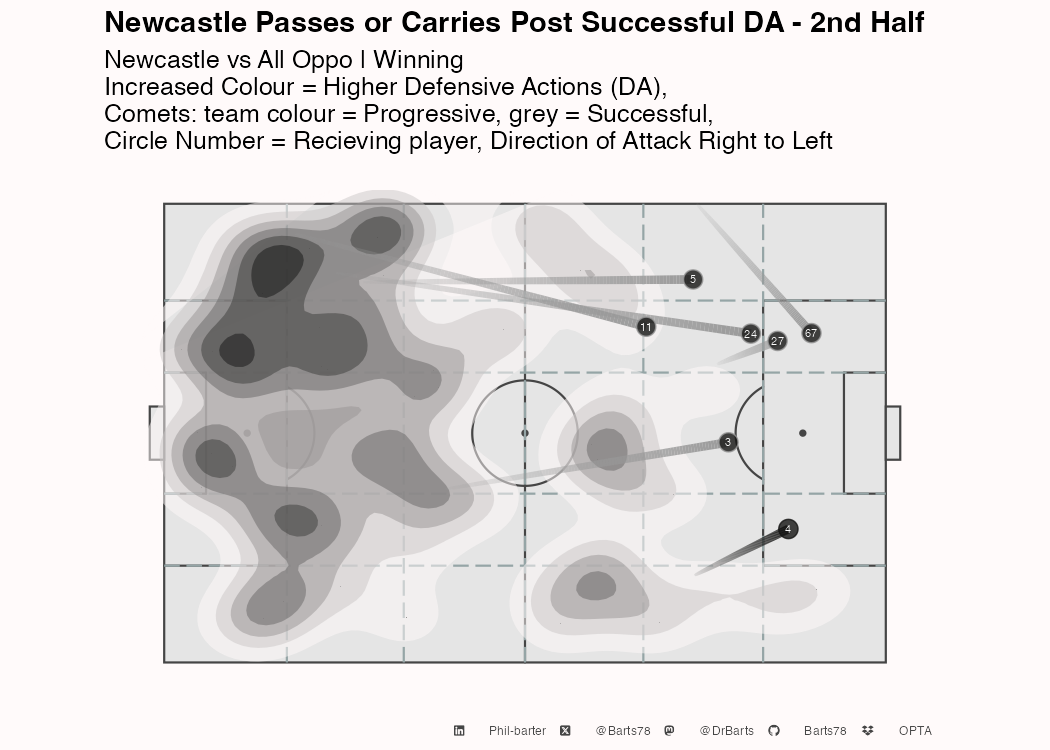 Newcastle Passes or Carries Post Successful DA - 2nd Half
Newcastle vs All Oppo | Winning
Increased Colour = Higher Defensive Actions (DA),
Comets: team colour = Progressive, grey = Successful,
Circle Number = Recieving player, Direction of Attack Right to Left
5
11
24
67
27
3
4
Phil-barter @Barts78 @DrBarts Barts78 OPTA